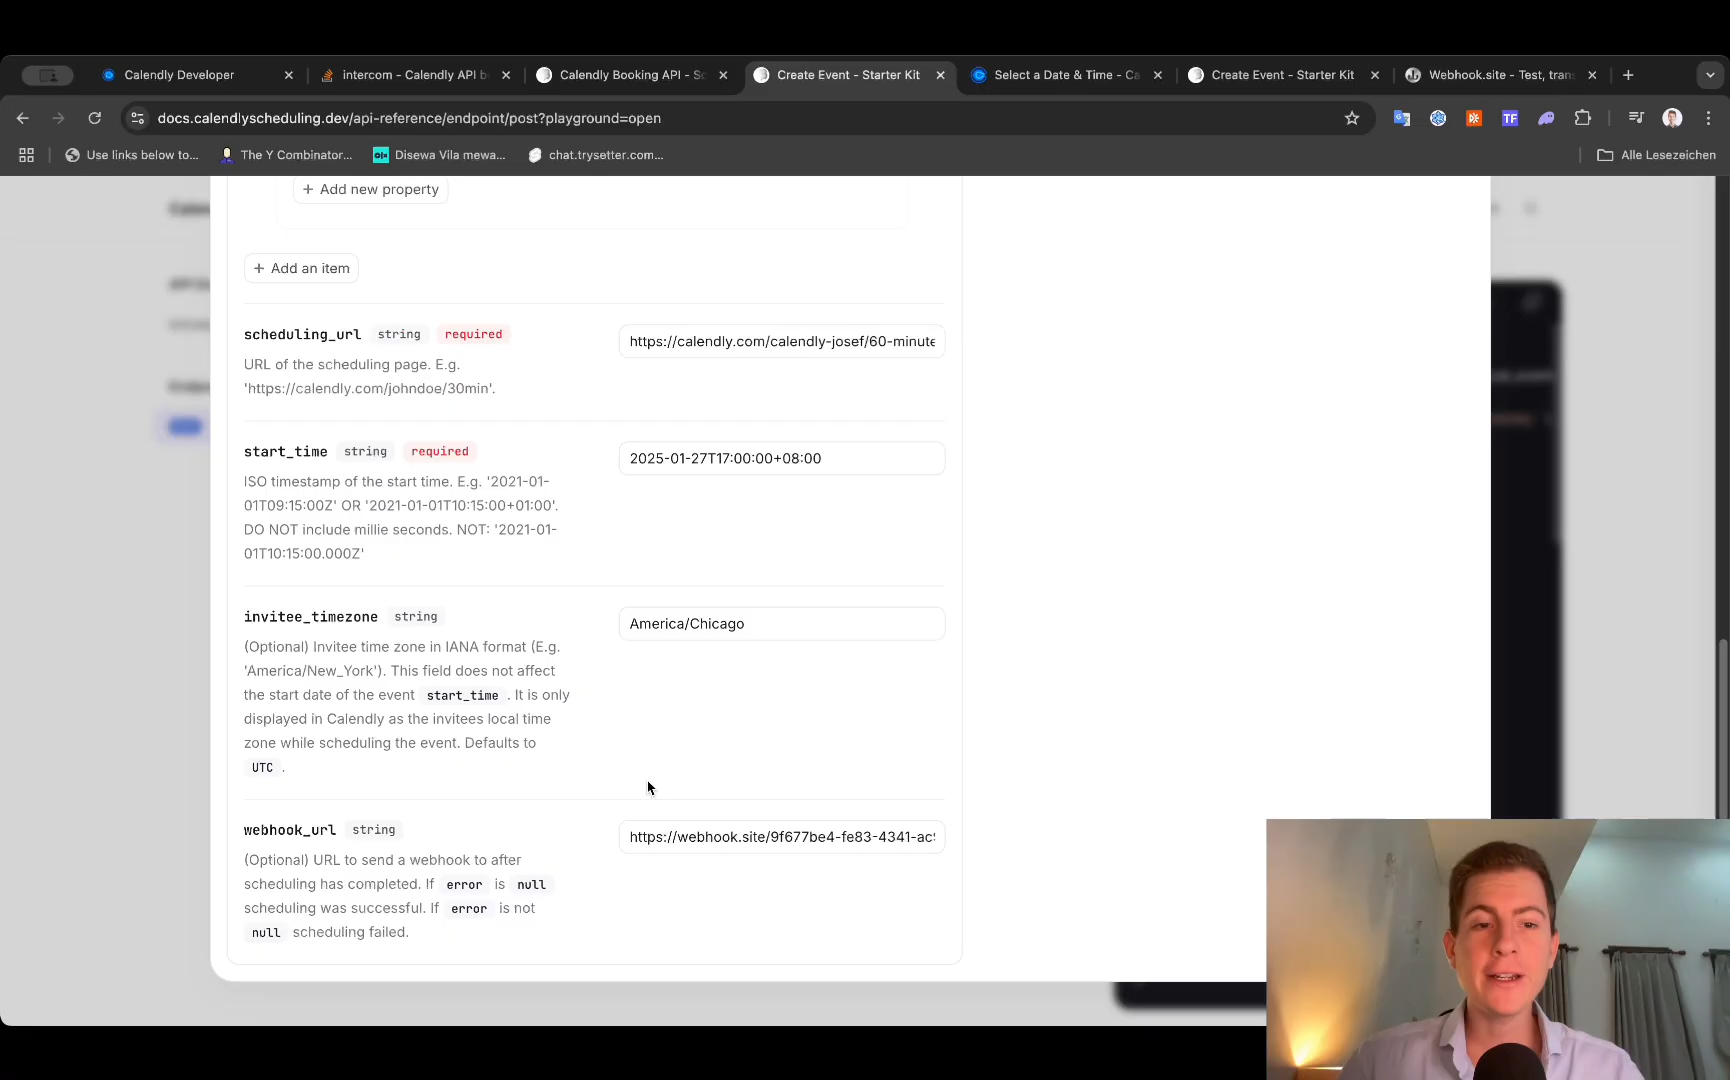 Calendly Developer
intercom - Calendly API b
Calendly Booking API - Sc
Create Event - Starter Kit
Select a Date & Time - Ca
Create Event - Starter Kit
Webhook.site - Test, tran
docs.calendlyscheduling.dev/api-reference/endpoint/post?playground=open
TF
Use links below to...
The Y Combinator...
Disewa Vila mewa...
chat.trysetter.com...
Alle Lesezeichen
+ Add new property
+ Add an item
scheduling_url string required
https://calendly.com/calendly-josef/60-minute
URL of the scheduling page. E.g.
'https://calendly.com/johndoe/30min'.
start_time string required
2025-01-27T17:00:00+08:00
ISO timestamp of the start time. E.g. '2021-01-
01T09:15:00Z' OR '2021-01-01T10:15:00+01:00'.
DO NOT include millie seconds. NOT: '2021-01-
01T10:15:00.000Z'
invitee_timezone string
America/Chicago
(Optional) Invitee time zone in IANA format (E.g.
'America/New_York'). This field does not affect
the start date of the event start_time . It is only
displayed in Calendly as the invitees local time
zone while scheduling the event. Defaults to
UTC .
webhook_url string
https://webhook.site/9f677be4-fe83-4341-ac
(Optional) URL to send a webhook to after
scheduling has completed. If error is null
scheduling was successful. If error is not
null scheduling failed.